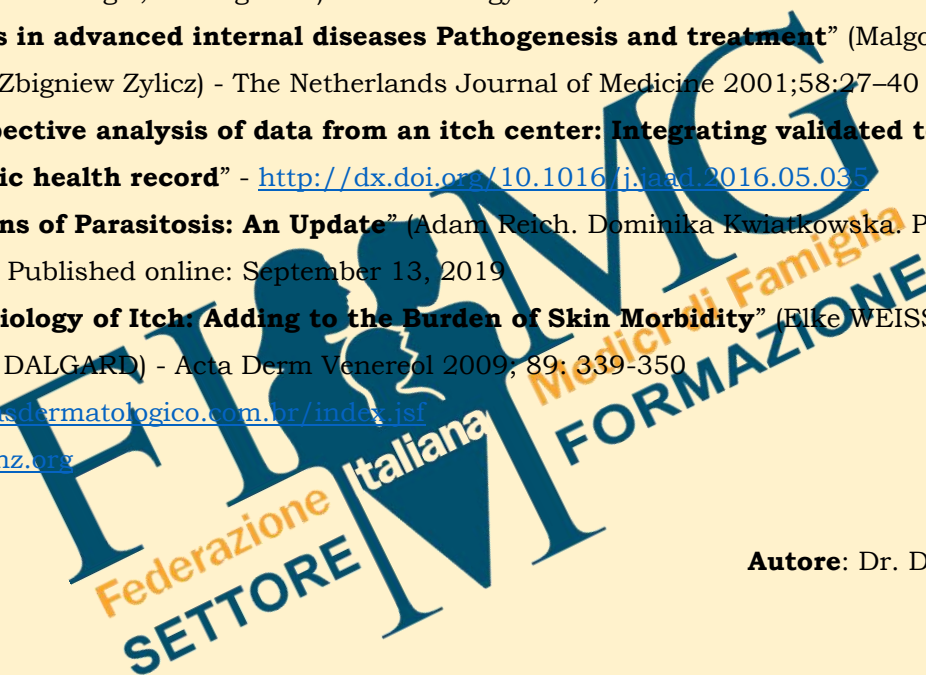 s in advanced internal diseases Pathogenesis and treatment” (Malgo
Zbigniew Zylicz) - The Netherlands Journal of Medicine 2001;58:27–40
pective analysis of data from an itch center: Integrating validated t
ic health record” - http://dx.doi.org/10.1016/j.jaad.2016.05.035
ns of Parasitosis: An Update” (Adam Reich. Dominika Kwiatkowska. P
Published online: September 13, 2019
iology of Itch: Adding to the Burden of Skin Morbidity” (Elke WEISS
DALGARD) - Acta Derm Venereol 2009; 89: 339-350
sdermatologico.com.br/index.jsf
nz.org
Autore: Dr. D
FIMMG
Federazione Italiana Medici di Famiglia
SETTORE FORMAZIONE